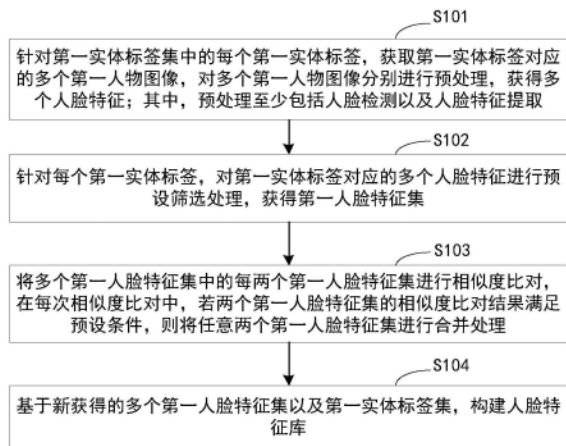 S101
针对第一实体标签集中的每个第一实体标签，获取第一实体标签对应
的多个第一人物图像，对多个第一人物图像分别进行预处理，获得多
个人脸特征；其中，预处理至少包括人脸检测以及人脸特征提取
S102
针对每个第一实体标签，对第一实体标签对应的多个人脸特征进行预
设筛选处理，获得第一人脸特征集
S103
将多个第一人脸特征集中的每两个第一人脸特征集进行相似度比对，
在每次相似度比对中，若两个第一人脸特征集的相似度比对结果满足
预设条件，则将任意两个第一人脸特征集进行合并处理
S104
基于新获得的多个第一人脸特征集以及第一实体标签集，构建人脸特
征库